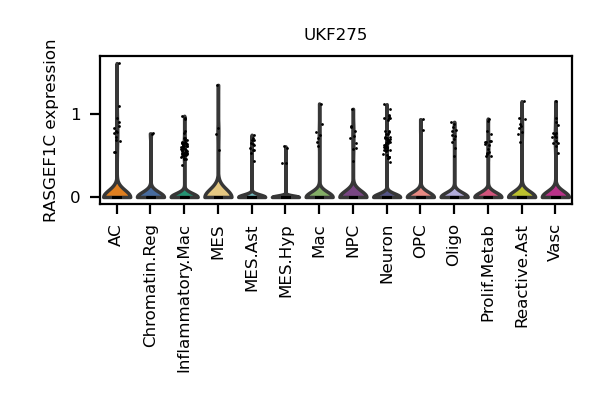 UKF275
RASGEF1C expression
1
0
AC
Chromatin.Reg
Inflammatory.Mac
MES
MES.Ast
MES.Hyp
Mac
NPC
Neuron
OPC
Oligo
Prolif.Metab
Reactive.Ast
Vasc